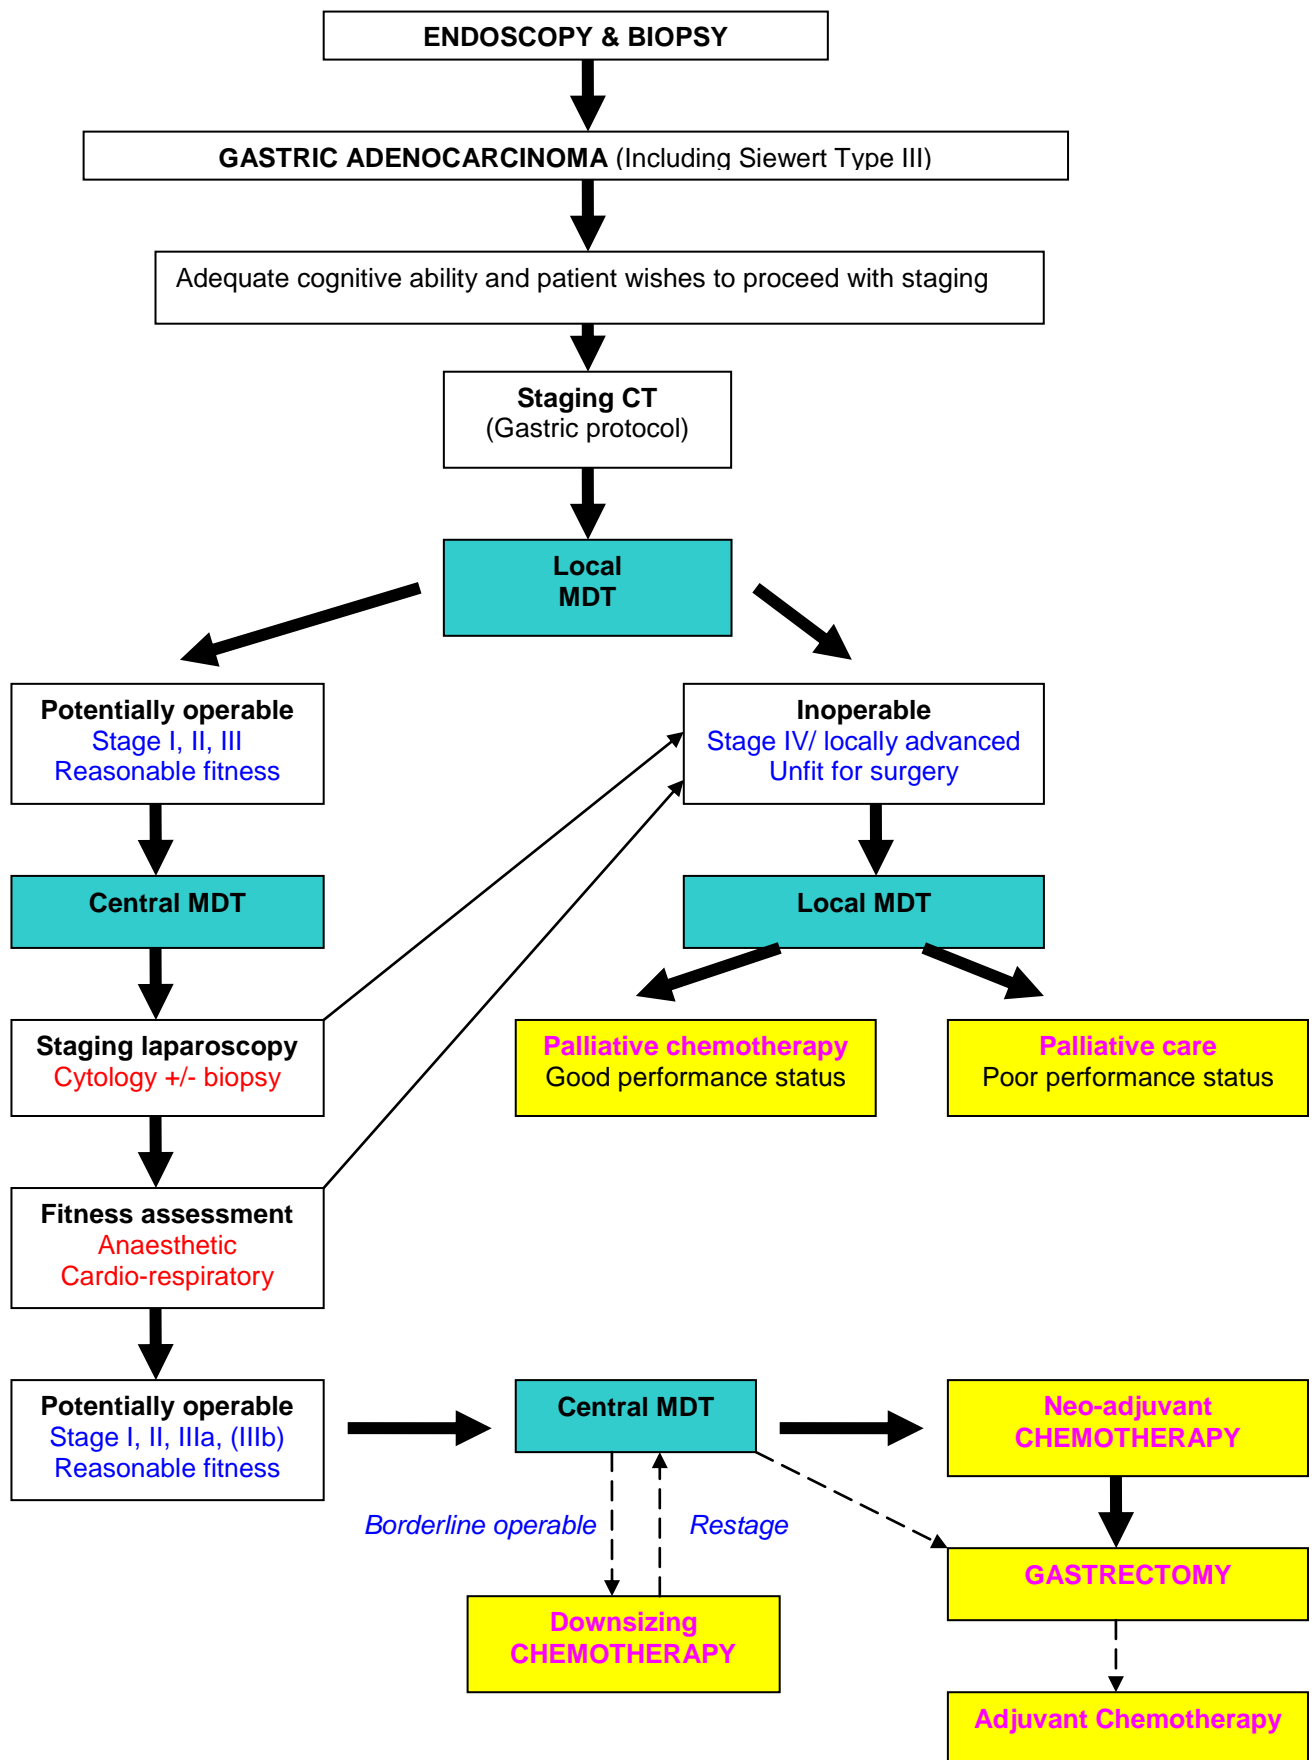 ENDOSCOPY & BIOPSY
GASTRIC ADENOCARCINOMA (Including Siewert Type III)
Adequate cognitive ability and patient wishes to proceed with staging
Staging CT
(Gastric protocol)
Local
MDT
Potentially operable
Stage I, II, III
Reasonable fitness
Inoperable
Stage IV/ locally advanced
Unfit for surgery
Central MDT
Local MDT
Staging laparoscopy
Cytology +/- biopsy
Palliative chemotherapy
Good performance status
Palliative care
Poor performance status
Fitness assessment
Anaesthetic
Cardio-respiratory
Potentially operable
Stage I, II, IIIa, (IIIb)
Reasonable fitness
Central MDT
Neo-adjuvant
CHEMOTHERAPY
Borderline operable
Restage
GASTRECTOMY
Downsizing
CHEMOTHERAPY
Adjuvant Chemotherapy